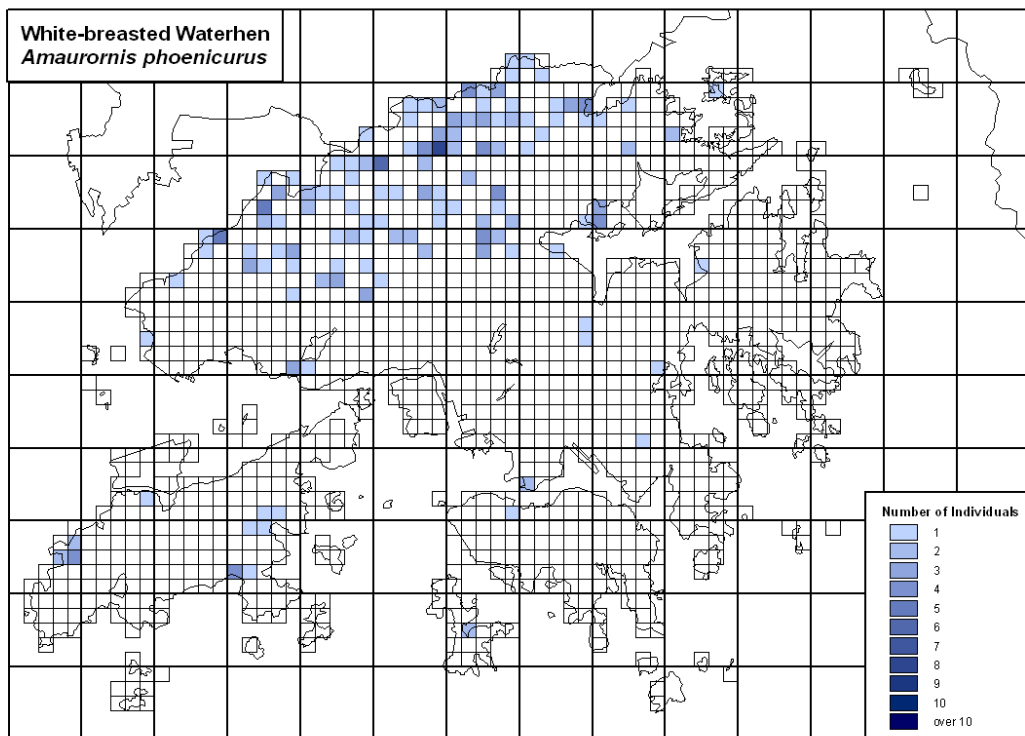 White-breasted Waterhen
Amaurornis phoenicurus
Number of Individuals
1
2
3
4
5
6
7
8
9
10
over 10